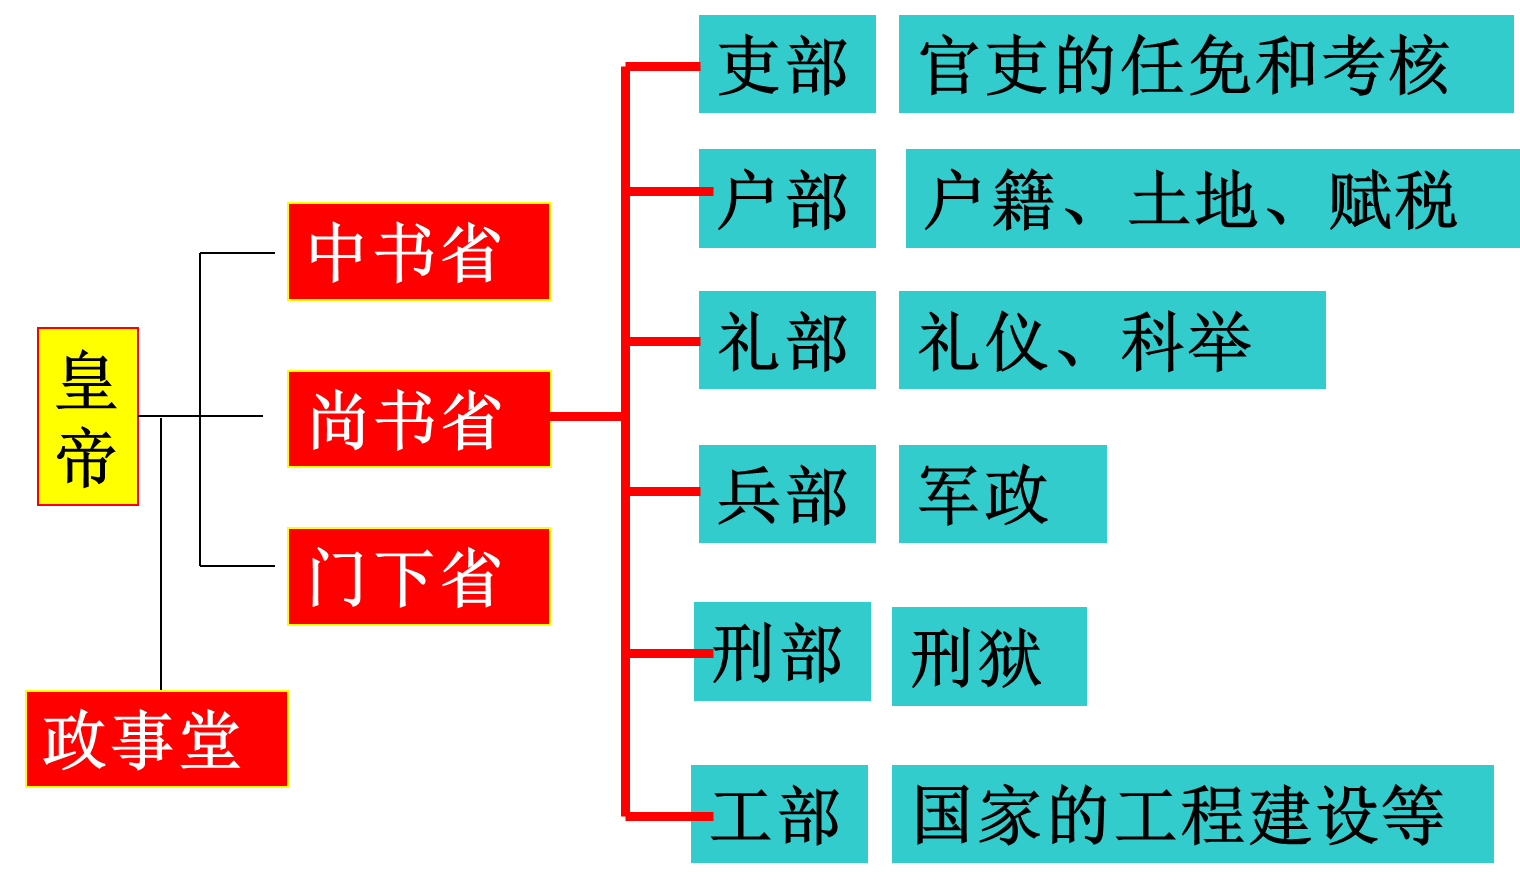 皇
帝
中书省
尚书省
门下省
政事堂
吏部
官吏的任免和考核
户部
户籍、土地、赋税
礼部
礼仪、科举
兵部
军政
刑部
刑狱
工部
国家的工程建设等